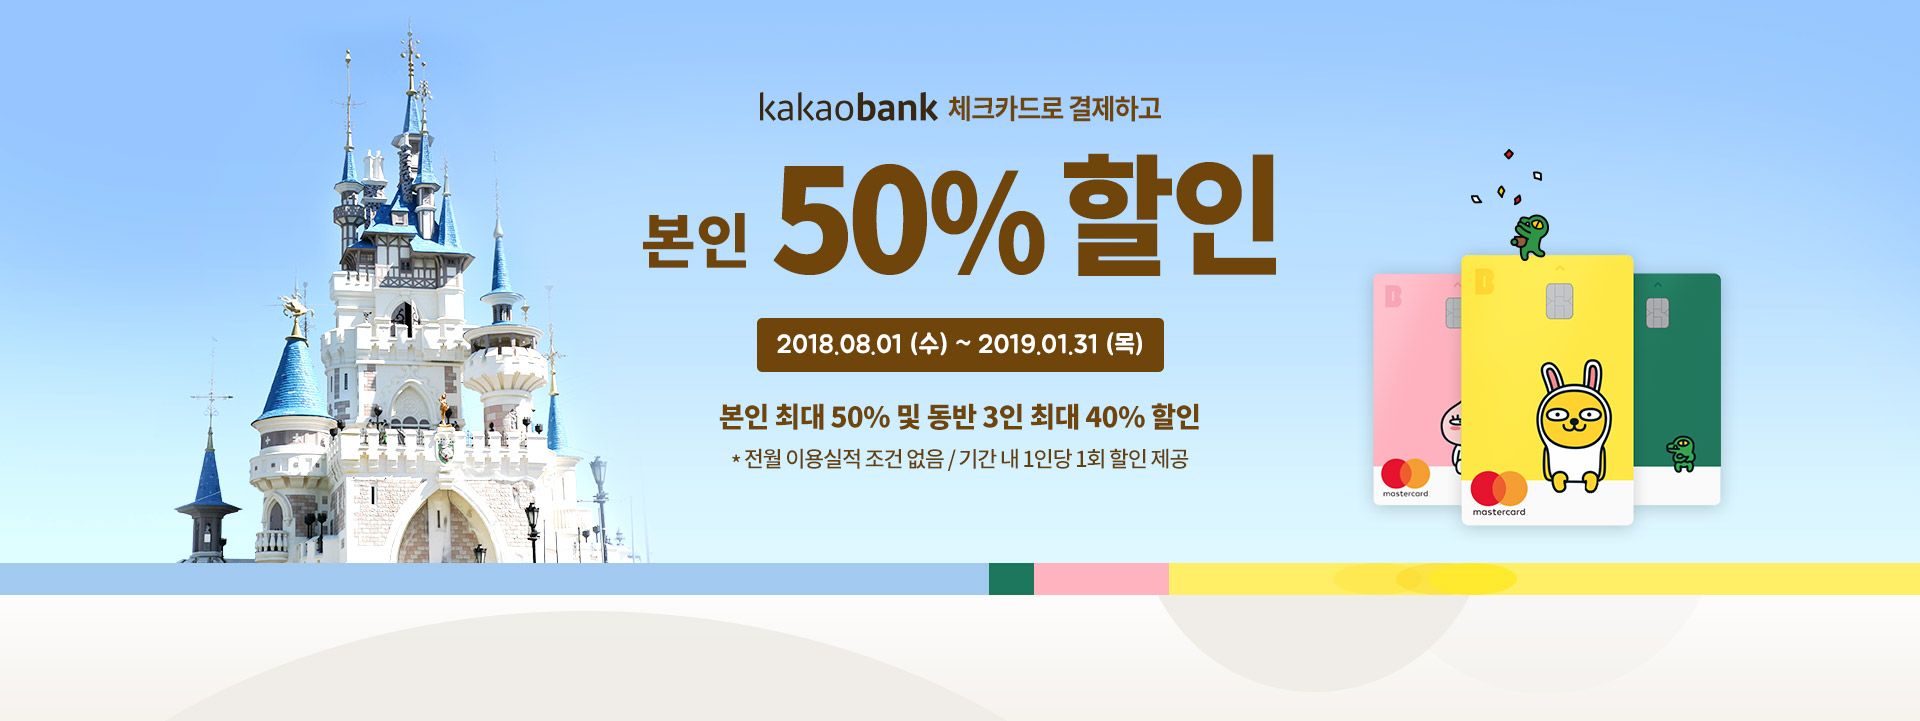 kakaobank 체크카드로 결제하고
본인 50% 할인
2018.08.01 (수) ~ 2019.01.31 (목)
본인 최대 50% 및 동반 3인 최대 40% 할인
* 전월 이용실적 조건 없음 / 기간 내 1인당 1회 할인 제공
B
B
mastercard
mastercard